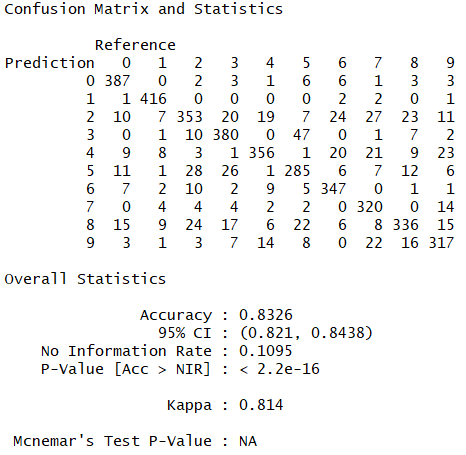 Confusion Matrix and Statistics
Reference
Prediction 0 1 2 3 4 5 6 7 8 9
0 387 0 2 3 1 6 6 1 3 3
1 1 416 0 0 0 0 2 2 0 1
2 10 7 353 20 19 7 24 27 23 11
3 0 1 10 380 0 47 0 1 7 2
4 9 8 3 1 356 1 20 21 9 23
5 11 1 28 26 1 285 6 7 12 6
6 7 2 10 2 9 5 347 0 1 1
7 0 4 4 4 2 2 0 320 0 14
8 15 9 24 17 6 22 6 8 336 15
9 3 1 3 7 14 8 0 22 16 317
Overall Statistics
Accuracy : 0.8326
95% CI : (0.821, 0.8438)
No Information Rate : 0.1095
P-Value [Acc > NIR] : < 2.2e-16
Kappa : 0.814
Mcnemar's Test P-Value : NA